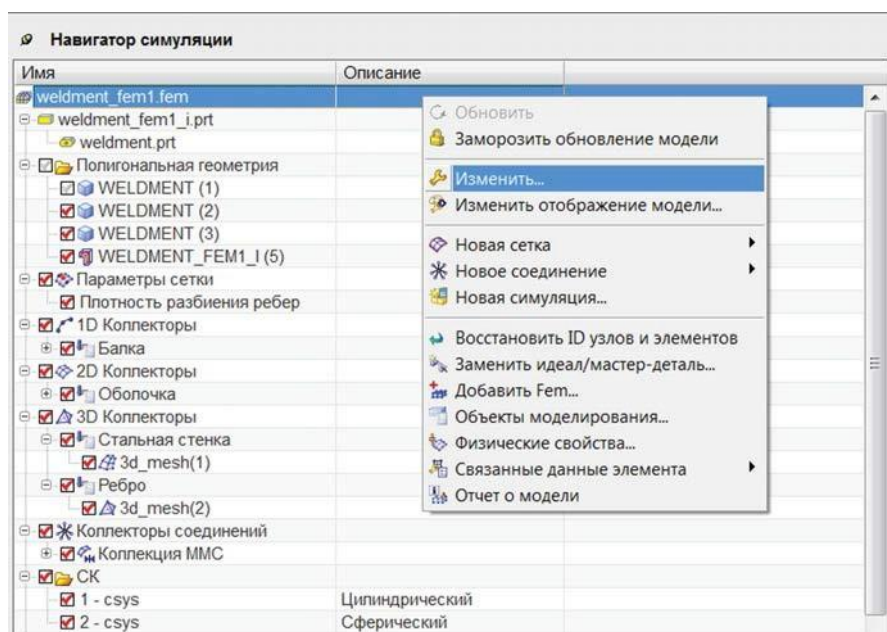 Навигатор симуляции
Имя Описание
weldment_fem1.fem
weldment_fem1_i.prt
weldment.prt
Полигональная геометрия
WELDMENT (1)
WELDMENT (2)
WELDMENT (3)
WELDMENT_FEM1_I (5)
Параметры сетки
Плотность разбиения ребер
1D Коллекторы
Балка
2D Коллекторы
Оболочка
3D Коллекторы
Стальная стенка
3d_mesh(1)
Ребро
3d_mesh(2)
Коллекторы соединений
Коллекция ММС
СК
1 - csys Цилиндрический
2 - csys Сферический
Обновить
Заморозить обновление модели
Изменить...
Изменить отображение модели...
Новая сетка
Новое соединение
Новая симуляция...
Восстановить ID узлов и элементов
Заменить идеал/мастер-деталь...
Добавить Fem...
Объекты моделирования...
Физические свойства...
Связанные данные элемента
Отчет о модели